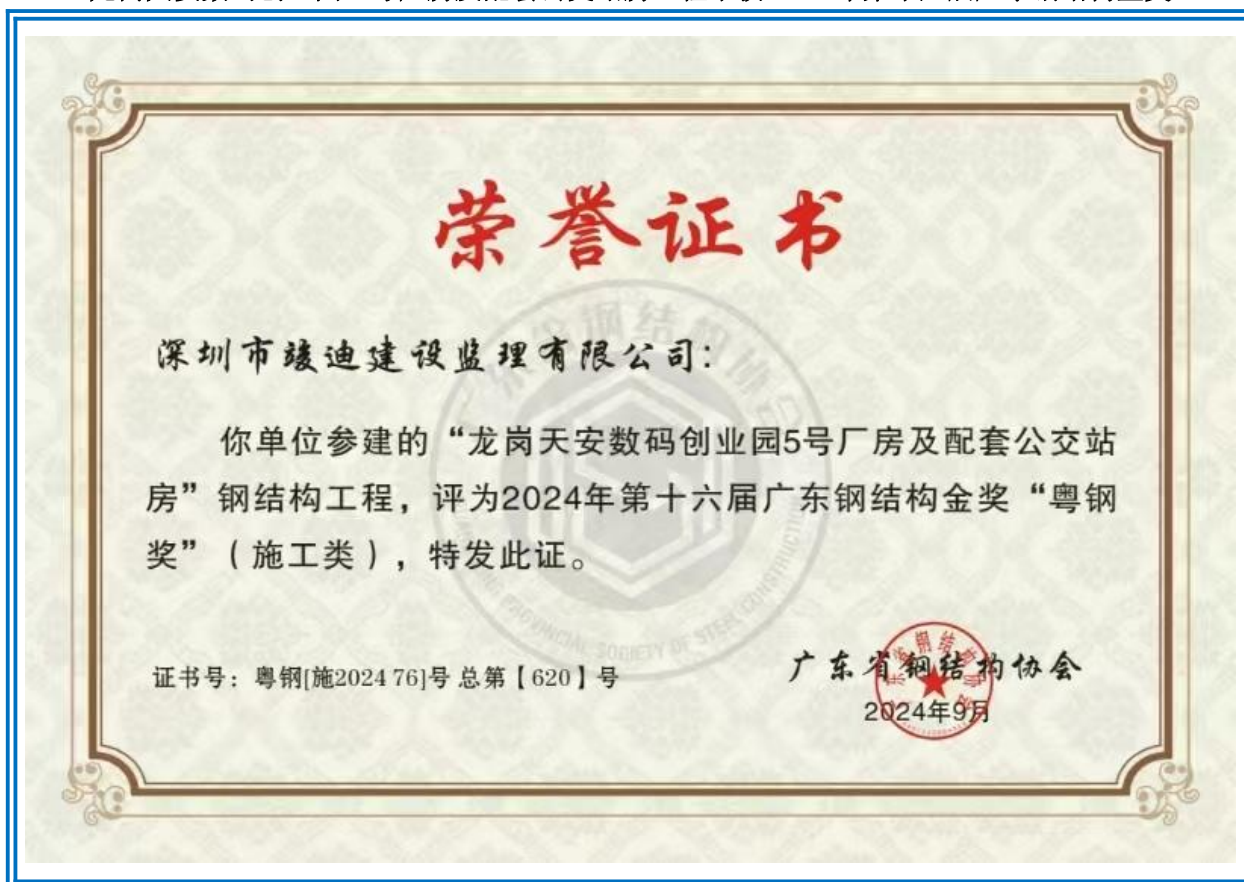 荣誉证书
深圳市竣迪建设监理有限公司：
你单位参建的“龙岗天安数码创业园5号厂房及配套公交站
房”钢结构工程，评为2024年第十六届广东钢结构金奖“粤钢
奖”（施工类），特发此证。
证书号：粤钢[施2024 76]号 总第【620】号
广东省钢结构协会
2024年9月